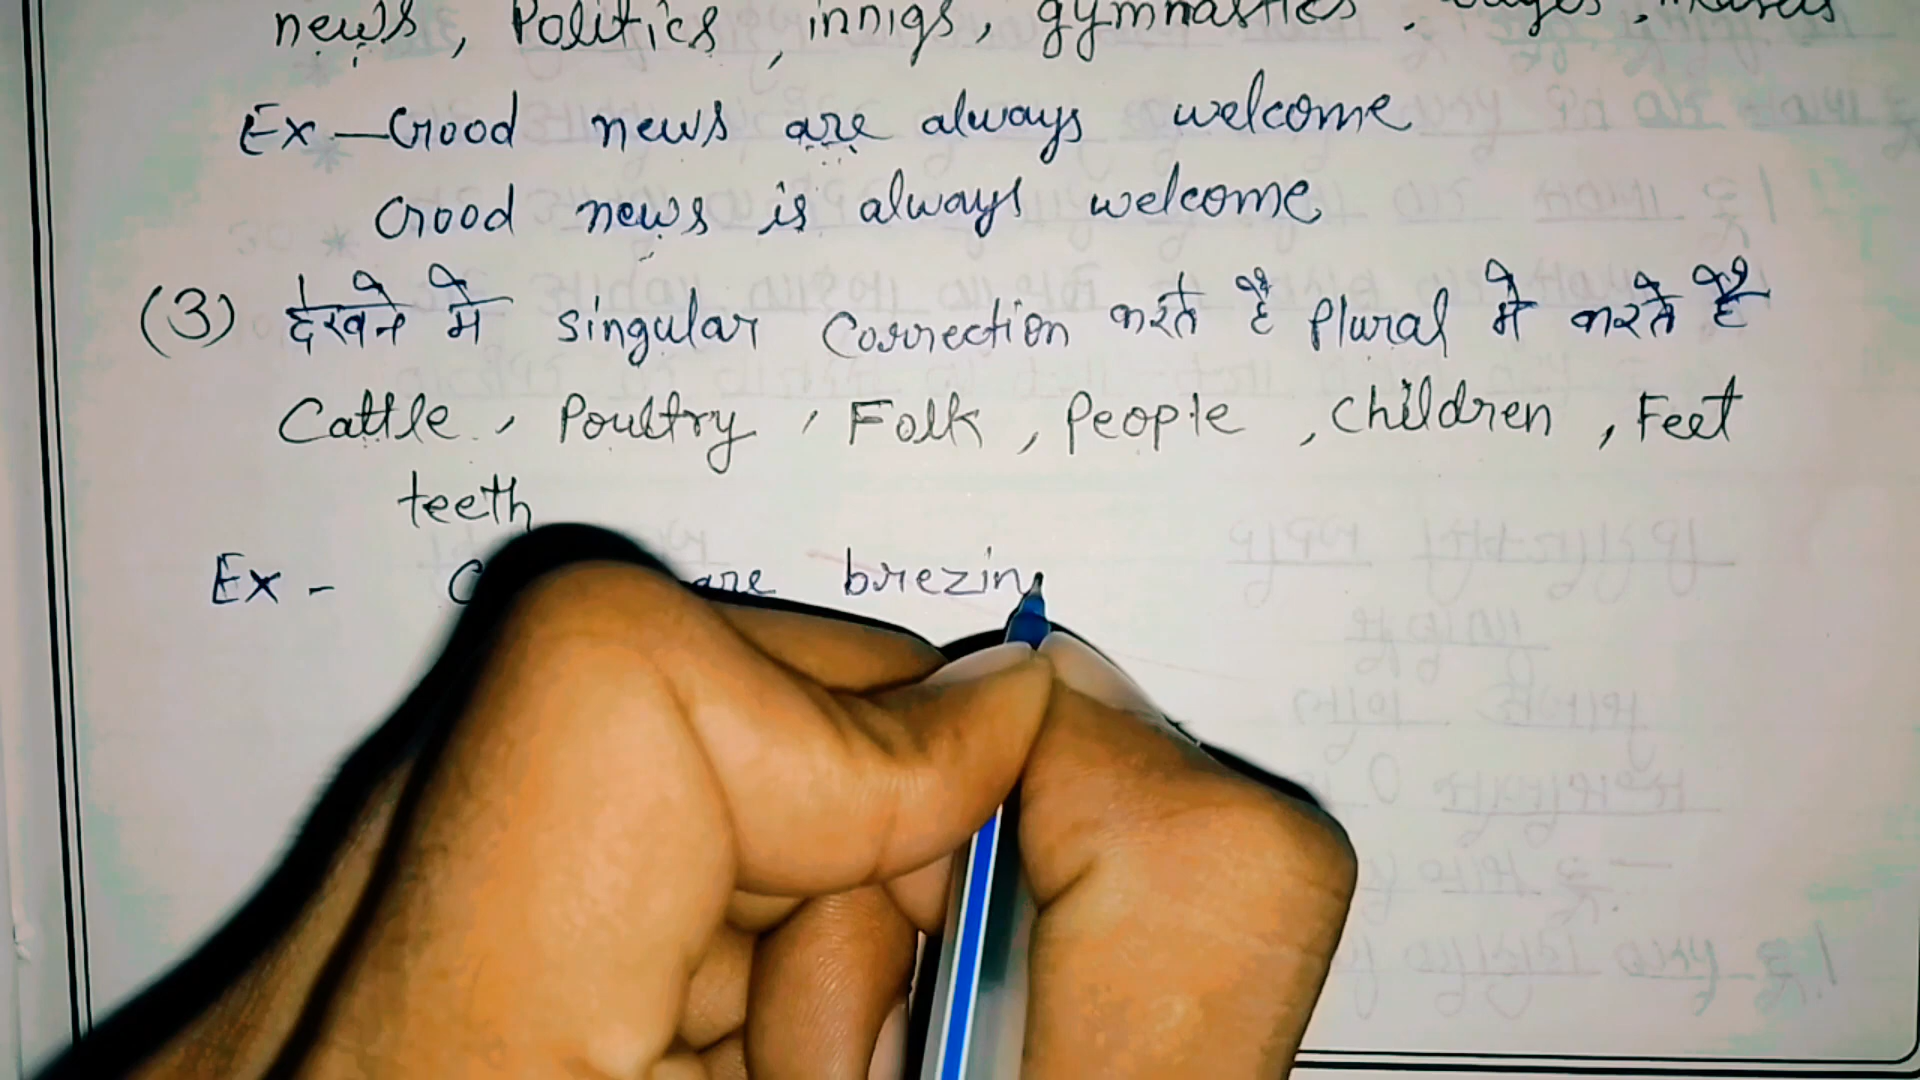 news, Politics, innigs, gymnastics,
Ex - Good news are always welcome
Good news is always welcome
(3) देखने मे singular correction करते है Plural मे करते है
Cattle, Poultry, Folk, People, children, Feet
teeth
Ex - are brezing